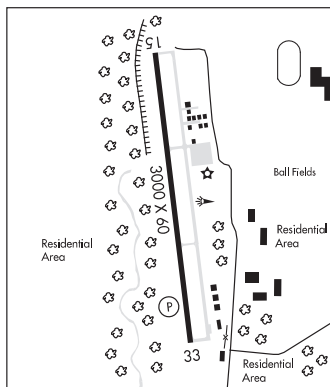 15
3000 X 60
Ball Fields
Residential
Area
Residential
Area
P
33
Residential
Area